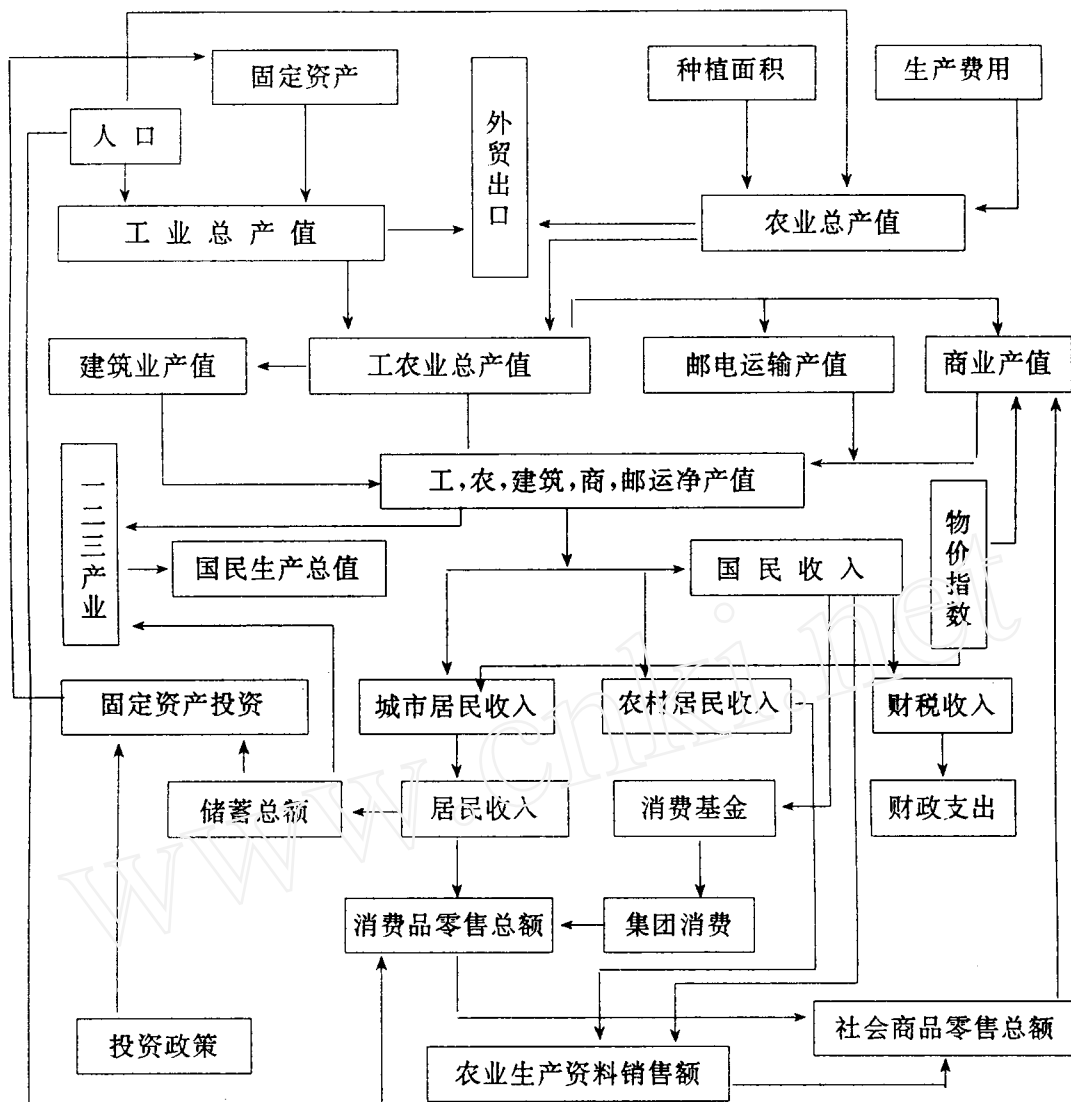 固定资产
种植面积
生产费用
人口
外贸出口
工业总产值
农业总产值
建筑业产值
工农业总产值
邮电运输产值
商业产值
一二三产业
工,农,建筑,商,邮运净产值
物价指数
国民生产总值
国民收入
固定资产投资
城市居民收入
农村居民收入
财税收入
储蓄总额
居民收入
消费基金
财政支出
消费品零售总额
集团消费
投资政策
社会商品零售总额
农业生产资料销售额
www.cnki.net